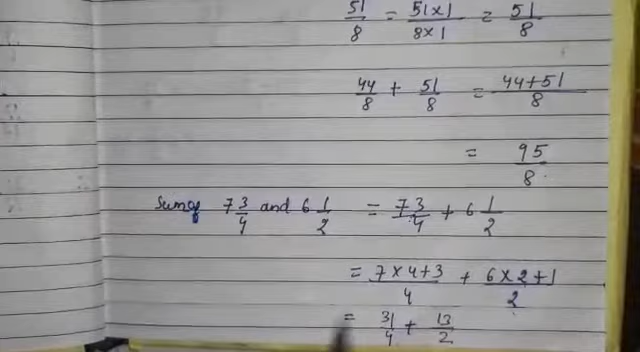 51/8 = 51×1/8×1 = 51/8
44/8 + 51/8 = 44+51/8
= 95/8
Sum of 7 3/4 and 6 1/2 = 7 3/4 + 6 1/2
= 7×4+3/4 + 6×2+1/2
= 31/4 + 13/2